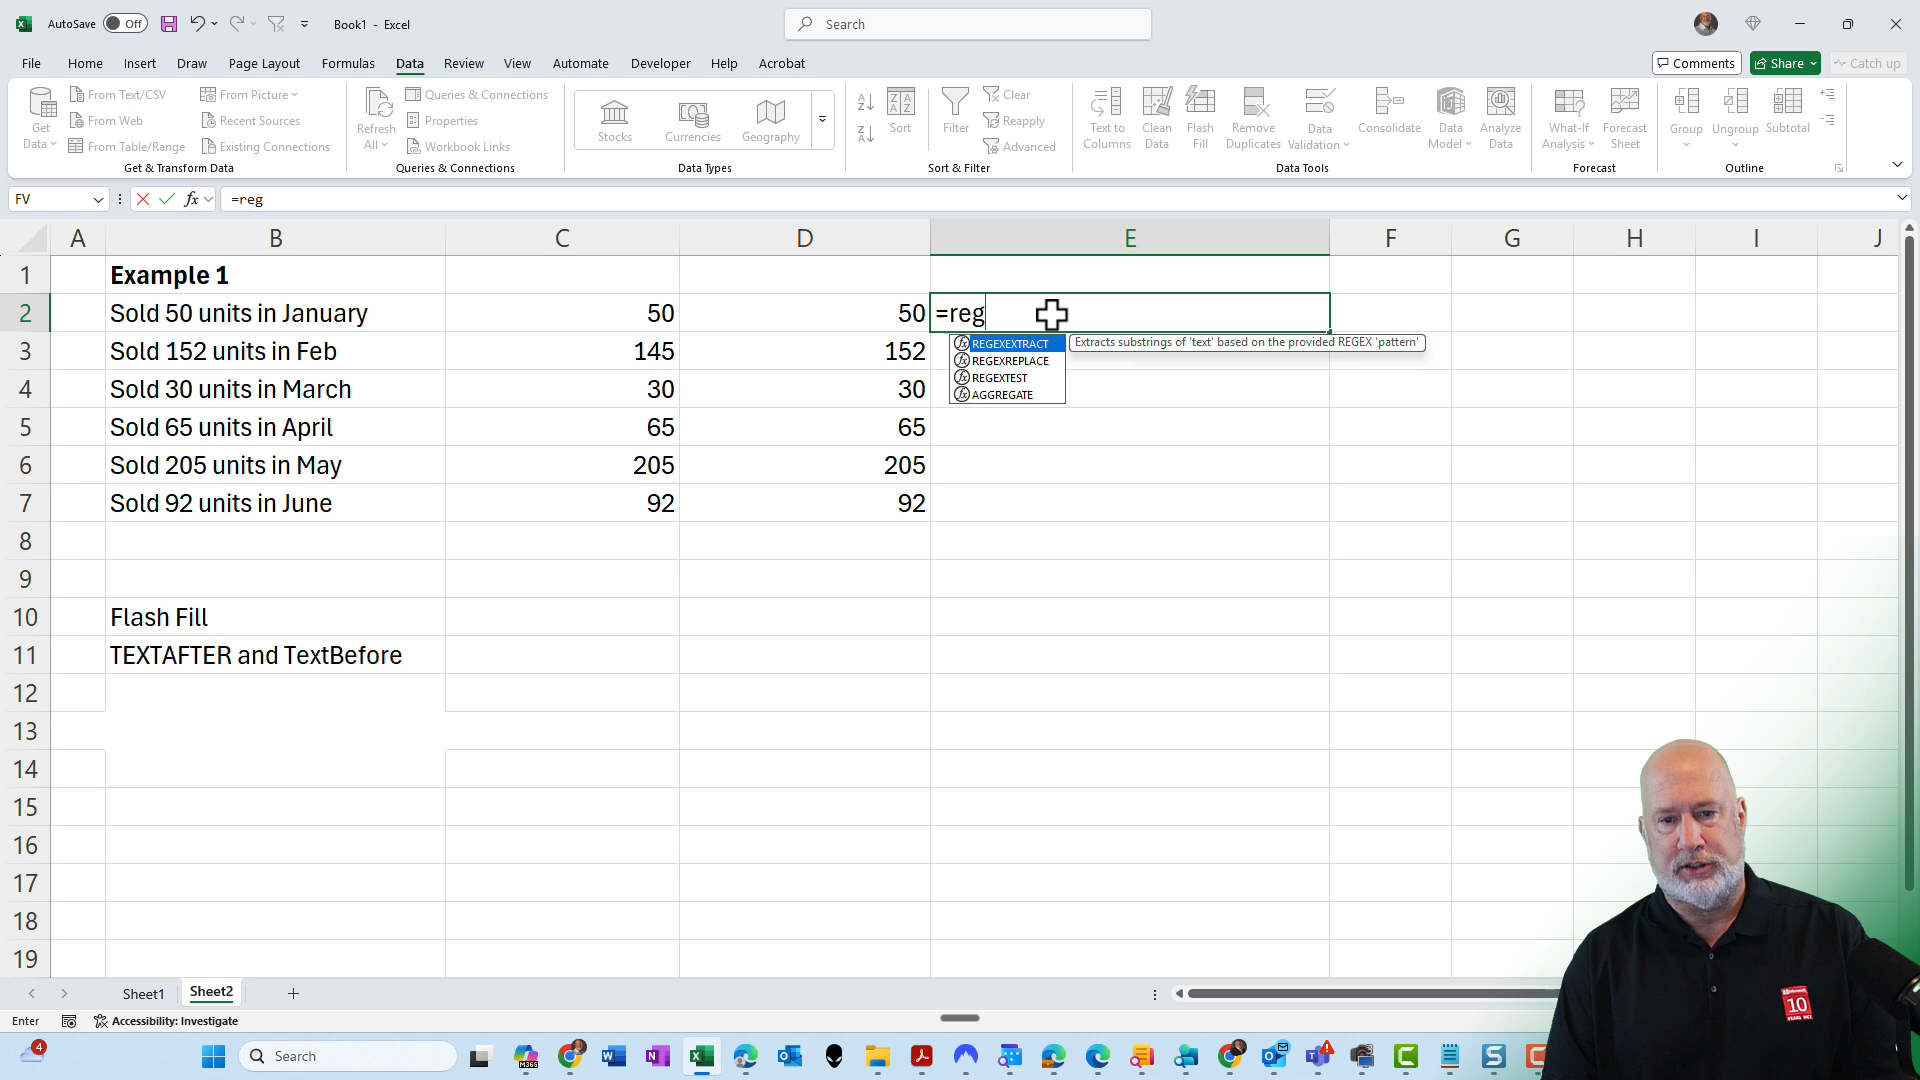 AutoSave Off Book1 - Excel Search
File Home Insert Draw Page Layout Formulas Data Review View Automate Developer Help Acrobat Comments Share Catch up
Get Data
From Text/CSV
From Web
From Table/Range
From Picture
Recent Sources
Existing Connections
Get & Transform Data
Refresh All
Queries & Connections
Properties
Workbook Links
Queries & Connections
Stocks Currencies Geography
Data Types
Sort
Filter
Clear
Reapply
Advanced
Sort & Filter
Text to Columns
Clean Data
Flash Fill
Remove Duplicates
Data Validation
Consolidate
Data Model
Analyze Data
Data Tools
What-If Analysis
Forecast Sheet
Forecast
Group Ungroup Subtotal
Outline
FV fx =reg
A B C D E F G H I J
1 Example 1
2 Sold 50 units in January 50 50 =reg
3 Sold 152 units in Feb 145 152
4 Sold 30 units in March 30 30
5 Sold 65 units in April 65 65
6 Sold 205 units in May 205 205
7 Sold 92 units in June 92 92
REGEXEXTRACT Extracts substrings of 'text' based on the provided REGEX 'pattern'
REGEXREPLACE
REGEXTEST
AGGREGATE
8
9
10 Flash Fill
11 TEXTAFTER and TextBefore
12
13
14
15
16
17
18
19
10
Sheet1 Sheet2
Enter Accessibility: Investigate
4 Search
M365